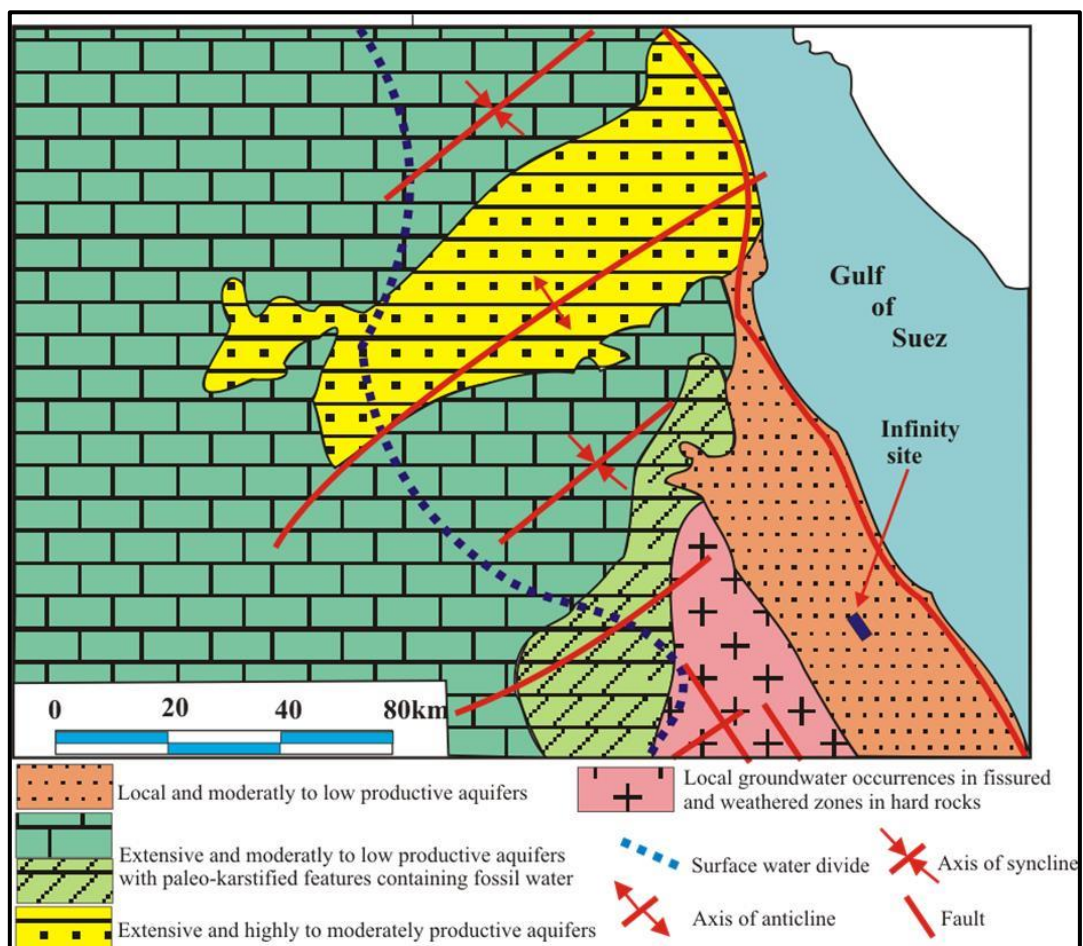 Gulf
of
Suez
Infinity
site
0 20 40 80km
Local and moderatly to low productive aquifers
Extensive and moderatly to low productive aquifers
with paleo-karstified features containing fossil water
Extensive and highly to moderately productive aquifers
Local groundwater occurrences in fissured
and weathered zones in hard rocks
Surface water divide
Axis of syncline
Axis of anticline
Fault